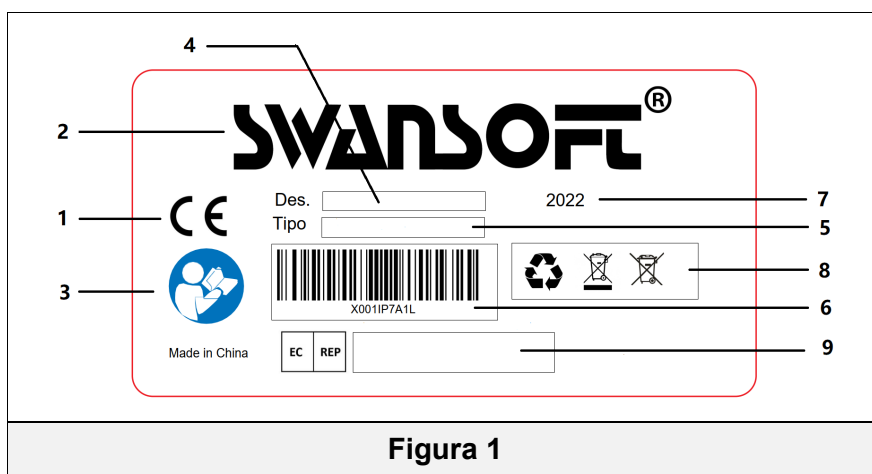 4
2
SWANSOFT®
1
CE
Des.
2022
7
Tipo
5
3
8
X001IP7A1L
6
Made in China
EC REP
9
Figura 1